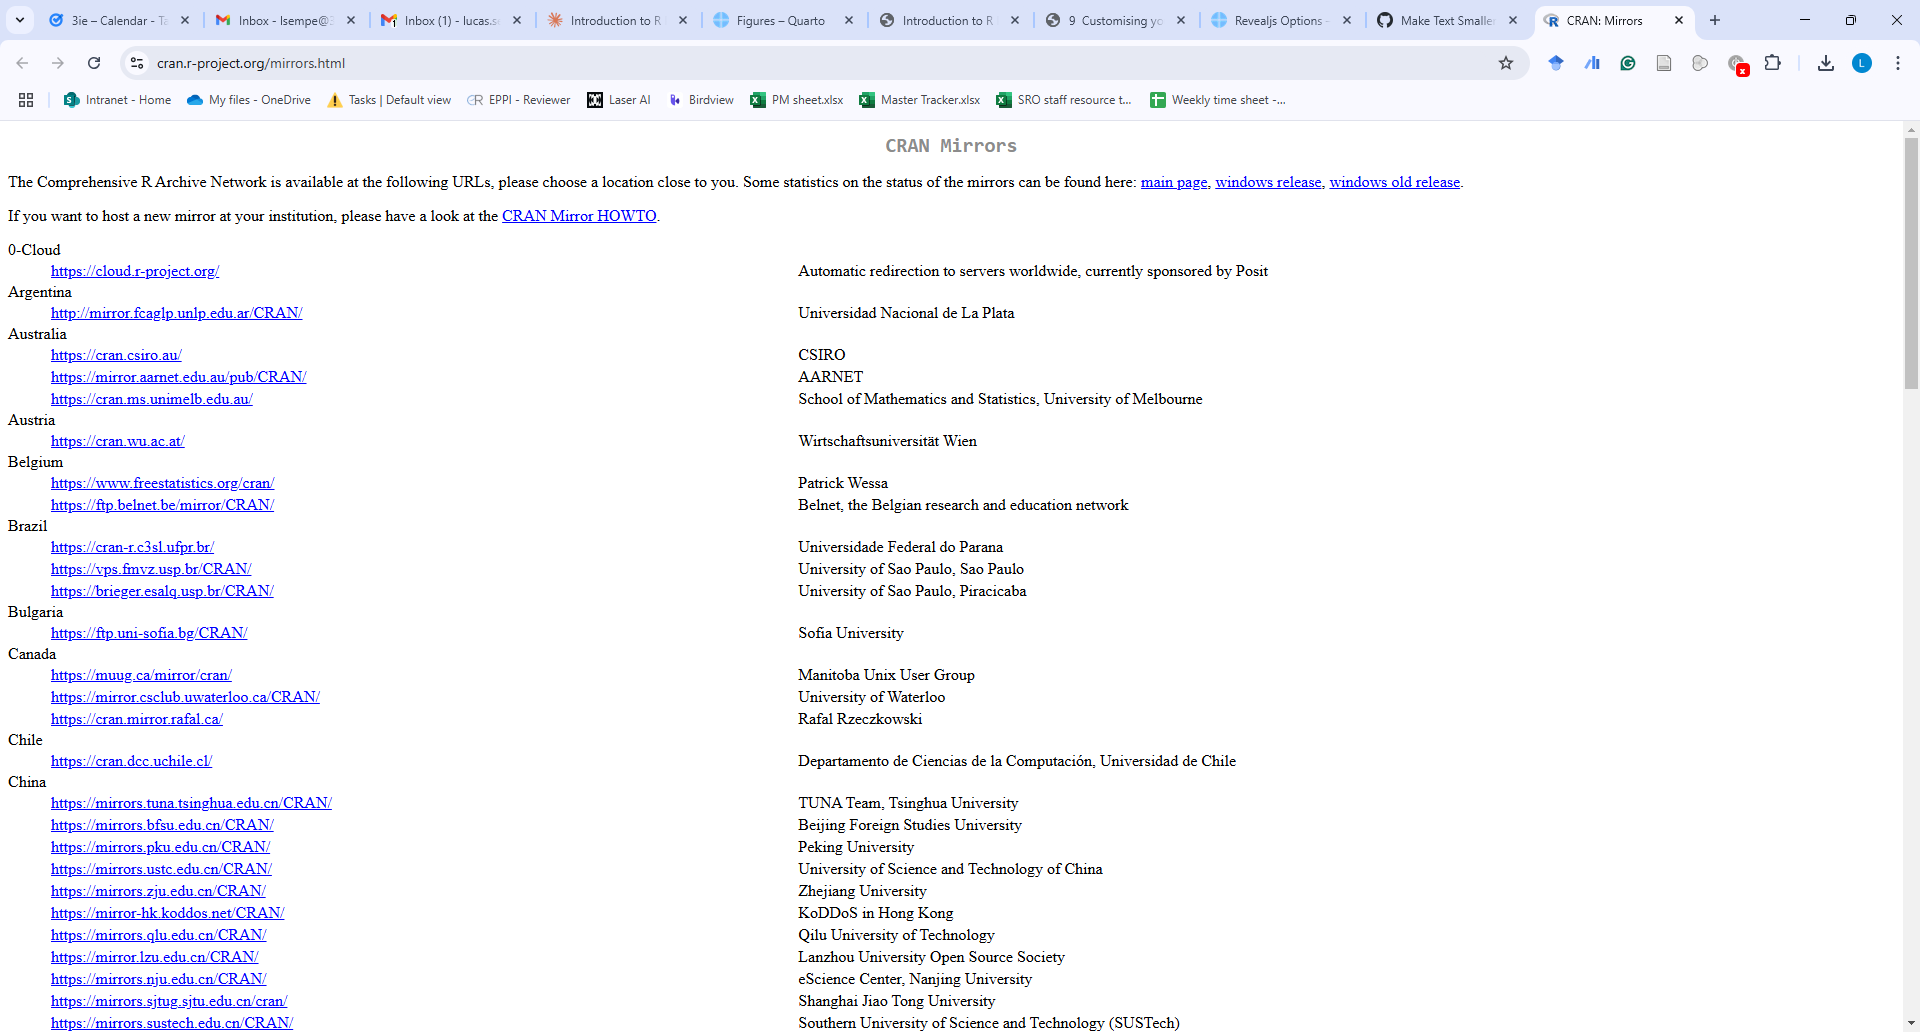 3ie – Calendar - Ta
Inbox - lsempe@3
Inbox (1) - lucas.se
Introduction to R
Figures – Quarto
Introduction to R
9 Customising yo
Revealjs Options –
Make Text Smaller
CRAN: Mirrors
cran.r-project.org/mirrors.html
L
Intranet - Home
My files - OneDrive
Tasks | Default view
EPPI - Reviewer
Laser AI
Birdview
PM sheet.xlsx
Master Tracker.xlsx
SRO staff resource t...
Weekly time sheet -...
CRAN Mirrors
The Comprehensive R Archive Network is available at the following URLs, please choose a location close to you. Some statistics on the status of the mirrors can be found here: main page, windows release, windows old release.
If you want to host a new mirror at your institution, please have a look at the CRAN Mirror HOWTO.
0-Cloud
https://cloud.r-project.org/ Automatic redirection to servers worldwide, currently sponsored by Posit
Argentina
http://mirror.fcaglp.unlp.edu.ar/CRAN/ Universidad Nacional de La Plata
Australia
https://cran.csiro.au/ CSIRO
https://mirror.aarnet.edu.au/pub/CRAN/ AARNET
https://cran.ms.unimelb.edu.au/ School of Mathematics and Statistics, University of Melbourne
Austria
https://cran.wu.ac.at/ Wirtschaftsuniversität Wien
Belgium
https://www.freestatistics.org/cran/ Patrick Wessa
https://ftp.belnet.be/mirror/CRAN/ Belnet, the Belgian research and education network
Brazil
https://cran-r.c3sl.ufpr.br/ Universidade Federal do Parana
https://vps.fmvz.usp.br/CRAN/ University of Sao Paulo, Sao Paulo
https://brieger.esalq.usp.br/CRAN/ University of Sao Paulo, Piracicaba
Bulgaria
https://ftp.uni-sofia.bg/CRAN/ Sofia University
Canada
https://muug.ca/mirror/cran/ Manitoba Unix User Group
https://mirror.csclub.uwaterloo.ca/CRAN/ University of Waterloo
https://cran.mirror.rafal.ca/ Rafal Rzeczkowski
Chile
https://cran.dcc.uchile.cl/ Departamento de Ciencias de la Computación, Universidad de Chile
China
https://mirrors.tuna.tsinghua.edu.cn/CRAN/ TUNA Team, Tsinghua University
https://mirrors.bfsu.edu.cn/CRAN/ Beijing Foreign Studies University
https://mirrors.pku.edu.cn/CRAN/ Peking University
https://mirrors.ustc.edu.cn/CRAN/ University of Science and Technology of China
https://mirrors.zju.edu.cn/CRAN/ Zhejiang University
https://mirror-hk.koddos.net/CRAN/ KoDDoS in Hong Kong
https://mirrors.qlu.edu.cn/CRAN/ Qilu University of Technology
https://mirror.lzu.edu.cn/CRAN/ Lanzhou University Open Source Society
https://mirrors.nju.edu.cn/CRAN/ eScience Center, Nanjing University
https://mirrors.sjtug.sjtu.edu.cn/cran/ Shanghai Jiao Tong University
https://mirrors.sustech.edu.cn/CRAN/ Southern University of Science and Technology (SUSTech)